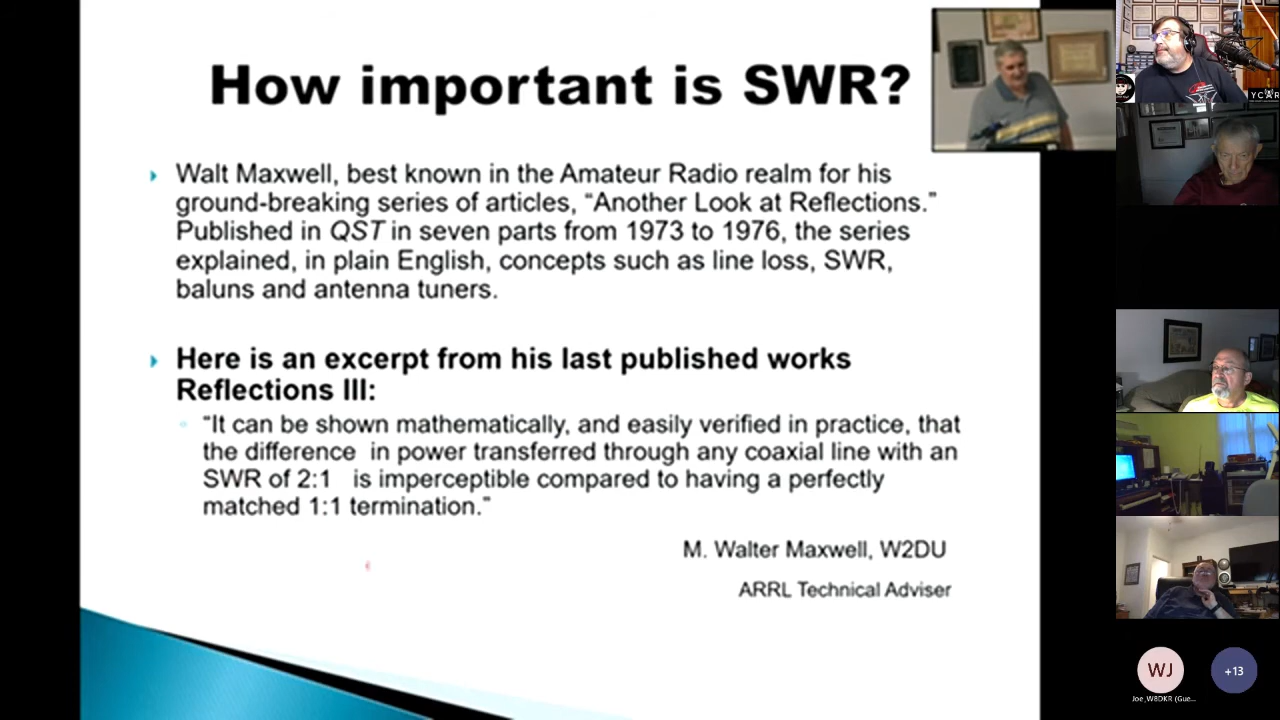 How important is SWR?
Walt Maxwell, best known in the Amateur Radio realm for his
ground-breaking series of articles, “Another Look at Reflections.”
Published in QST in seven parts from 1973 to 1976, the series
explained, in plain English, concepts such as line loss, SWR,
baluns and antenna tuners.
Here is an excerpt from his last published works
Reflections III:
“It can be shown mathematically, and easily verified in practice, that
the difference in power transferred through any coaxial line with an
SWR of 2:1 is imperceptible compared to having a perfectly
matched 1:1 termination.”
M. Walter Maxwell, W2DU
ARRL Technical Adviser
YCAR
WJ
+13
Joe_W8DKR (Gue...